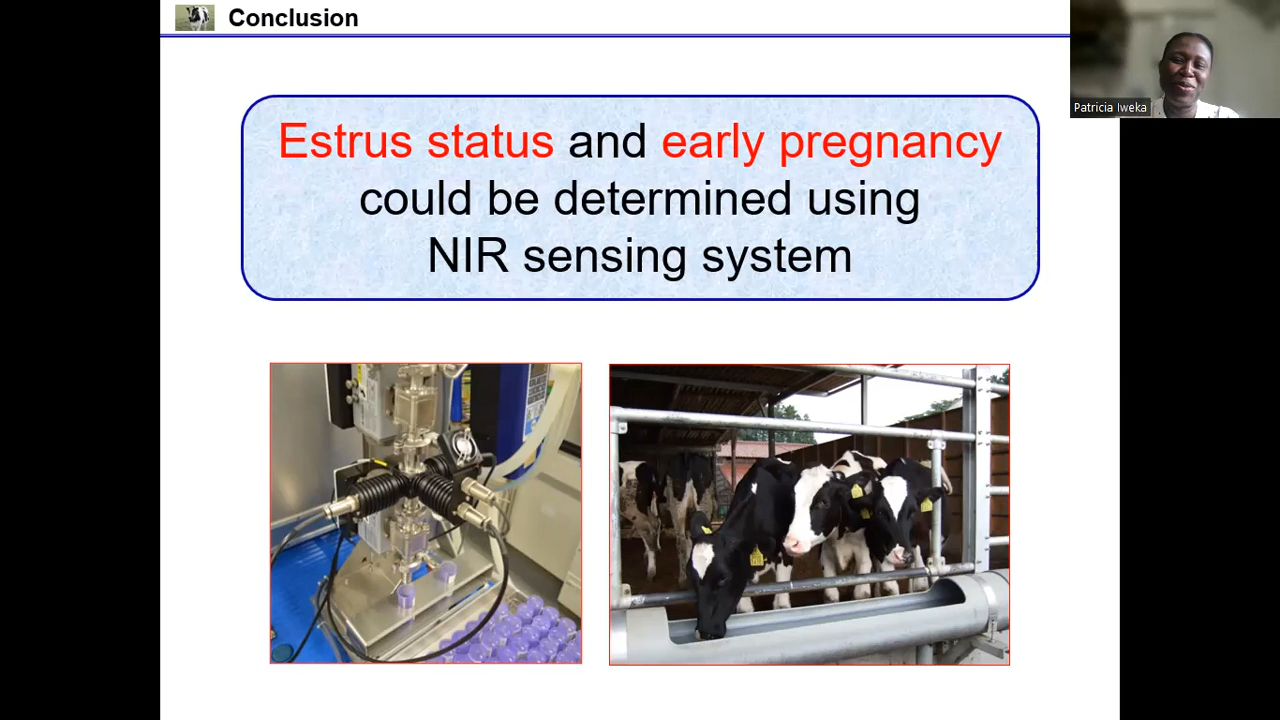 Conclusion
Patricia Iweka
Estrus status and early pregnancy
could be determined using
NIR sensing system